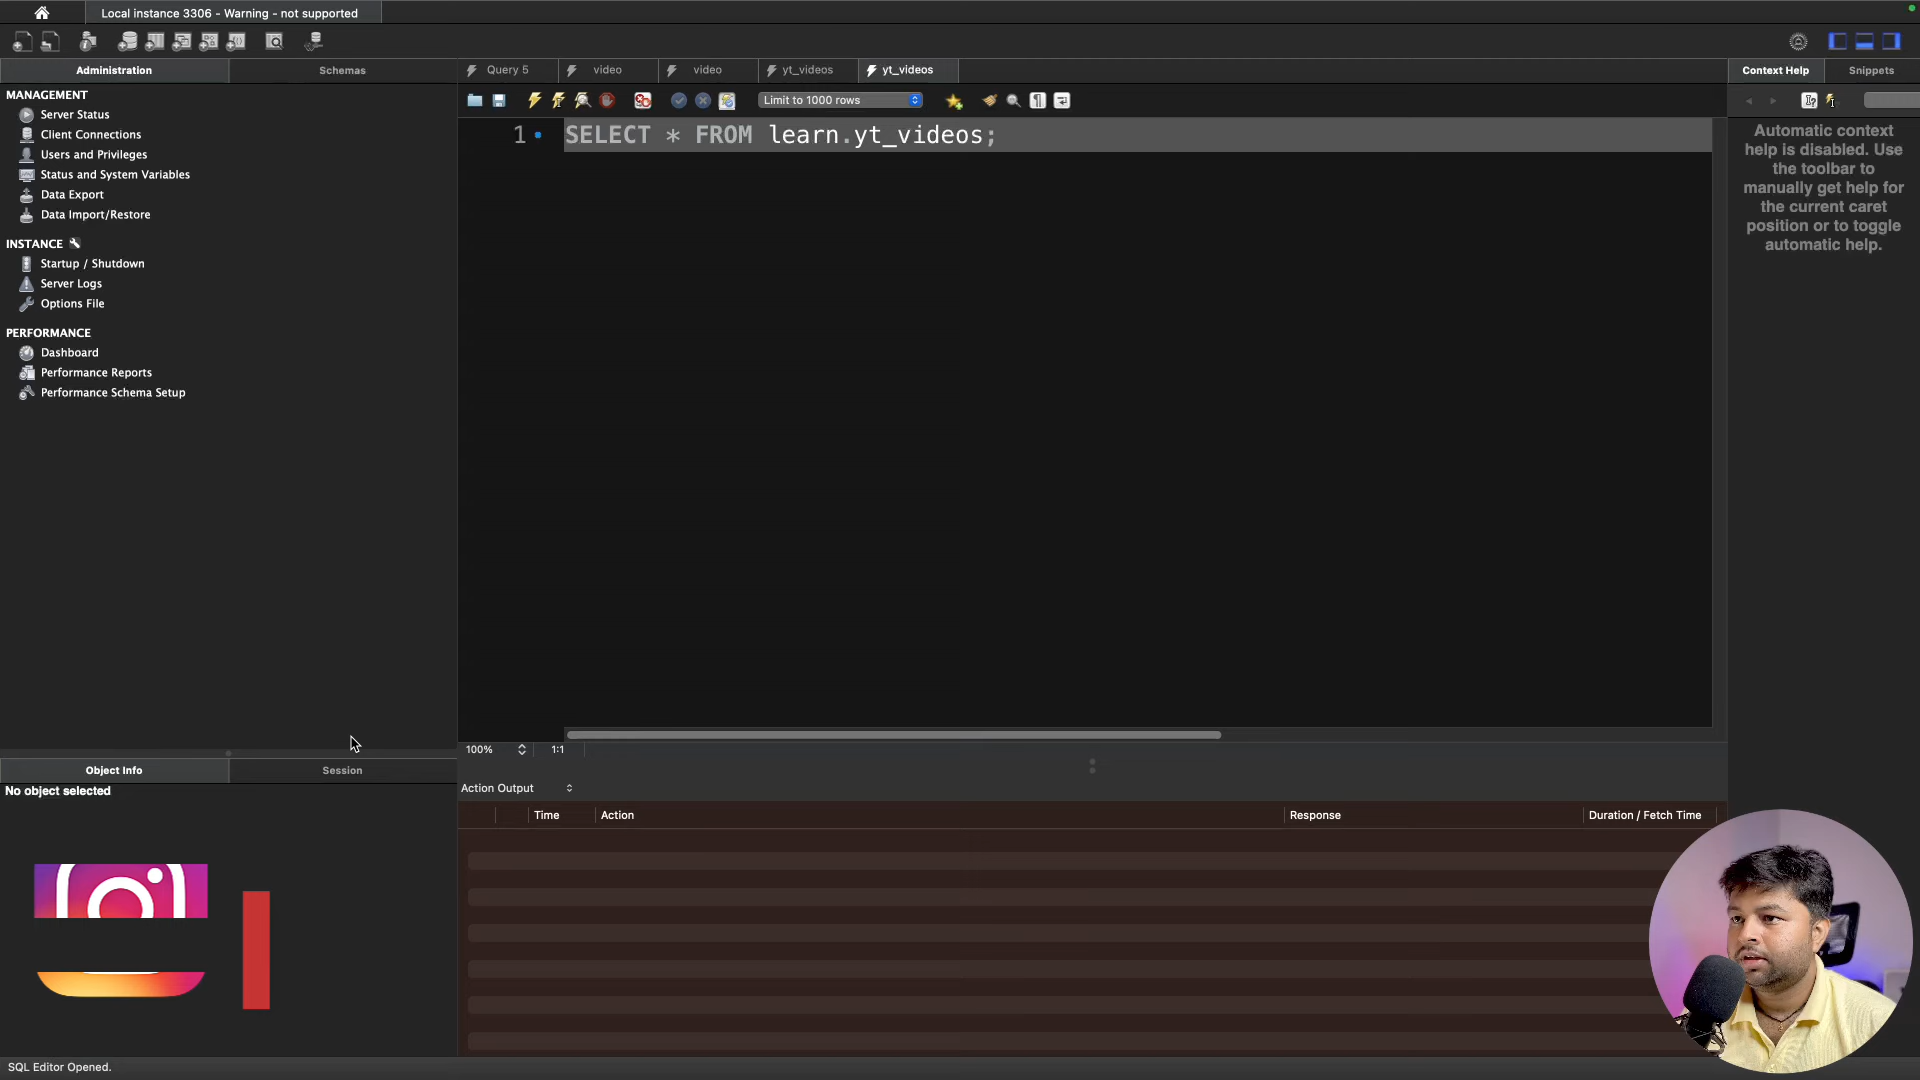 Local instance 3306 - Warning - not supported
Administration
Schemas
MANAGEMENT
Server Status
Client Connections
Users and Privileges
Status and System Variables
Data Export
Data Import/Restore
INSTANCE
Startup / Shutdown
Server Logs
Options File
PERFORMANCE
Dashboard
Performance Reports
Performance Schema Setup
Object Info
Session
No object selected
SQL Editor Opened.
Query 5
video
video
yt_videos
yt_videos
Limit to 1000 rows
1
SELECT * FROM learn.yt_videos;
100%
1:1
Action Output
Time
Action
Response
Duration / Fetch Time
Context Help
Snippets
Automatic context
help is disabled. Use
the toolbar to
manually get help for
the current caret
position or to toggle
automatic help.